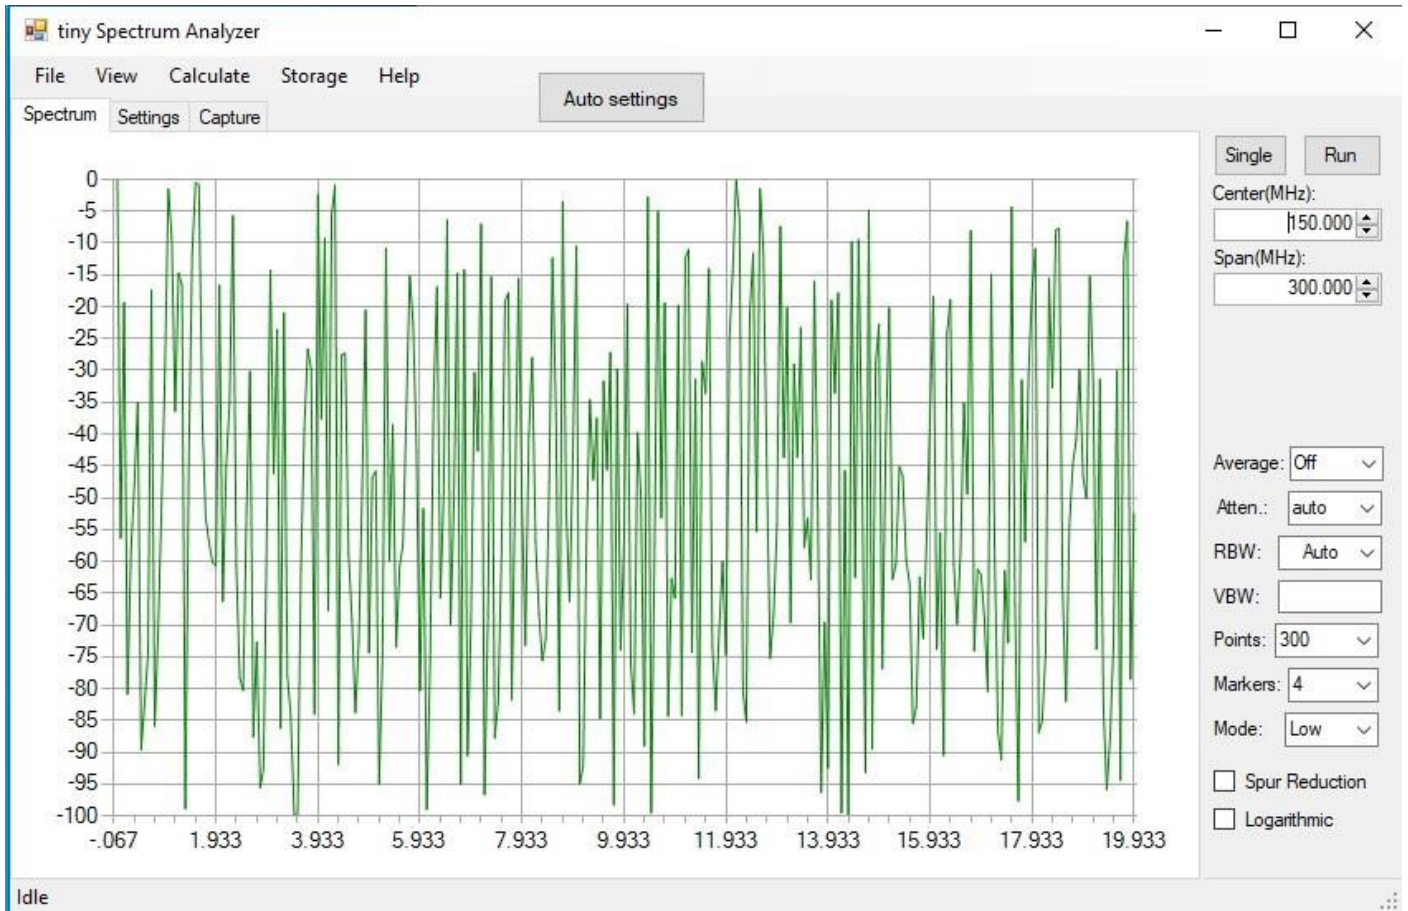 tiny Spectrum Analyzer
File View Calculate Storage Help
Auto settings
Spectrum Settings Capture
Single Run
Center(MHz):
150.000
Span(MHz):
300.000
0
-5
-10
-15
-20
-25
-30
-35
-40
-45
-50
-55
-60
-65
-70
-75
-80
-85
-90
-95
-100
-.067 1.933 3.933 5.933 7.933 9.933 11.933 13.933 15.933 17.933 19.933
Average: Off
Atten.: auto
RBW: Auto
VBW:
Points: 300
Markers: 4
Mode: Low
Spur Reduction
Logarithmic
Idle